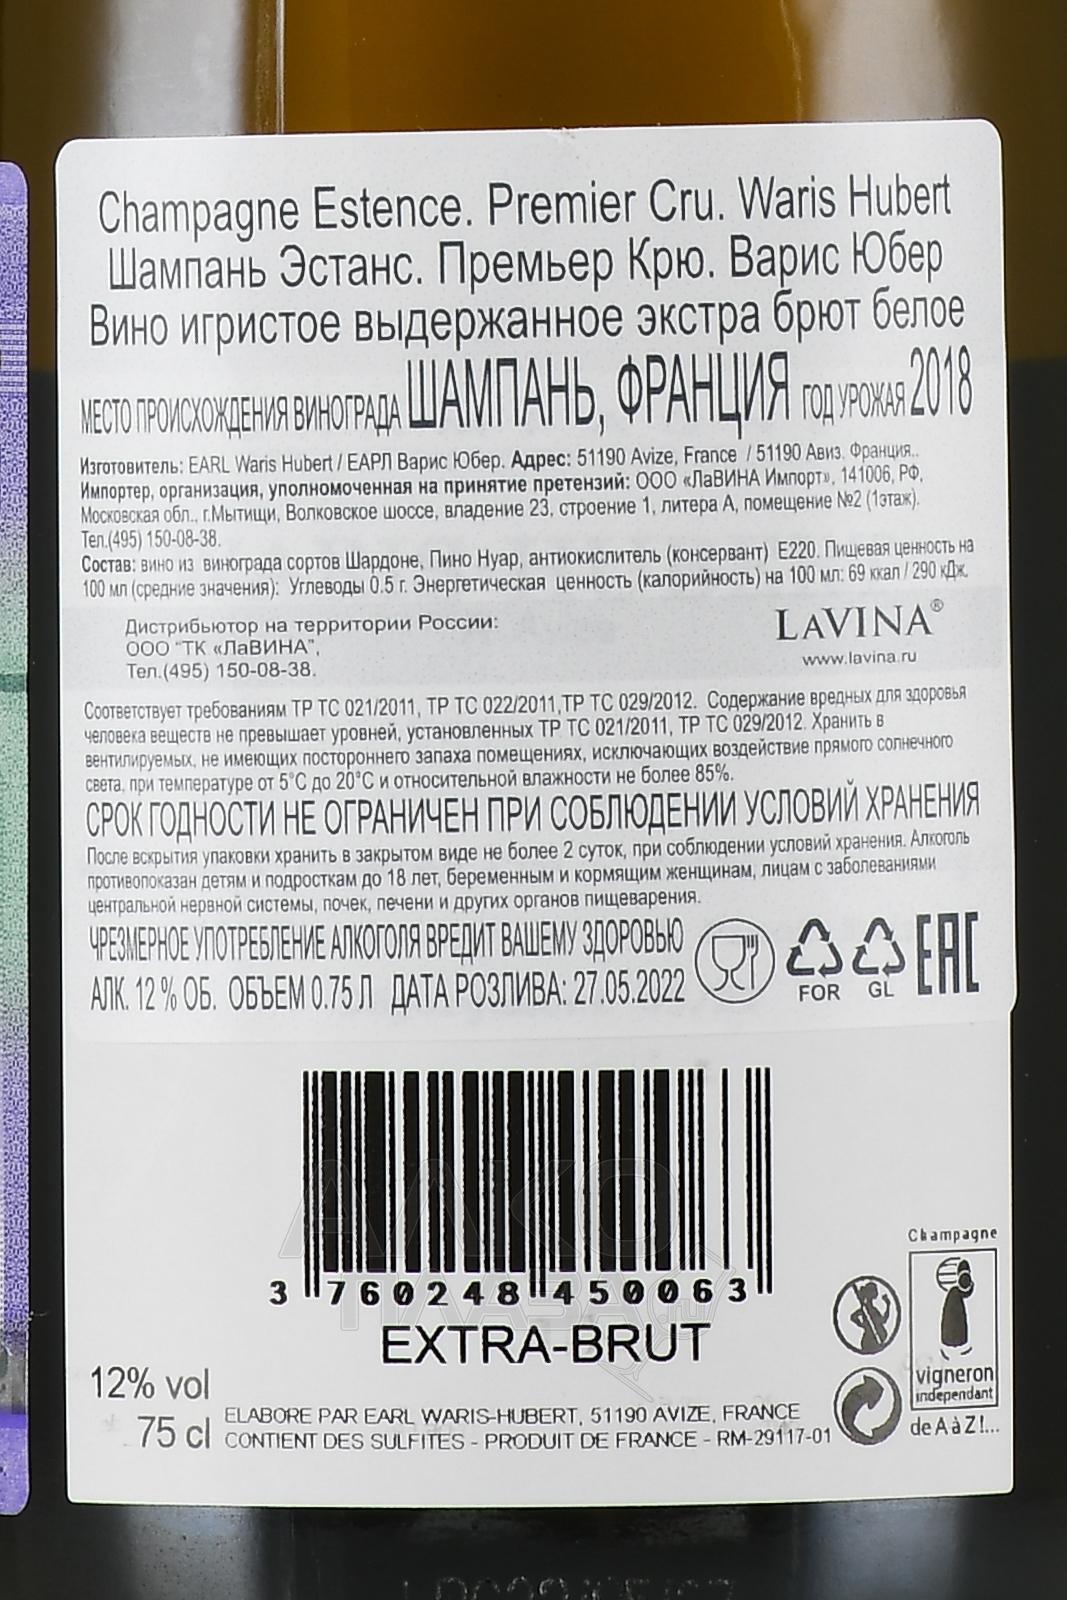 Champagne Estence. Premier Cru. Waris Hubert
Шампань Эстанс. Премьер Крю. Варис Юбер
Вино игристое выдержанное экстра брют белое
МЕСТО ПРОИСХОЖДЕНИЯ ВИНОГРАДА ШАМПАНЬ, ФРАНЦИЯ ГОД УРОЖАЯ 2018
Изготовитель: EARL Waris Hubert / ЕАРЛ Варис Юбер. Адрес: 51190 Avize, France / 51190 Авиз. Франция..
Импортер, организация, уполномоченная на принятие претензий: ООО «ЛаВИНА Импорт», 141006, РФ,
Московская обл., г.Мытищи, Волковское шоссе, владение 23, строение 1, литера А, помещение №2 (1этаж).
Тел.(495) 150-08-38.
Состав: вино из винограда сортов Шардоне, Пино Нуар, антиокислитель (консервант) Е220. Пищевая ценность на
100 мл (средние значения): Углеводы 0.5 г. Энергетическая ценность (калорийность) на 100 мл: 69 ккал / 290 кДж.
Дистрибьютор на территории России:
ООО "ТК «ЛаВИНА",
Тел.(495) 150-08-38.
LAVINA®
www.lavina.ru
Соответствует требованиям ТР ТС 021/2011, ТР ТС 022/2011,ТР ТС 029/2012. Содержание вредных для здоровья
человека веществ не превышает уровней, установленных ТР ТС 021/2011, ТР ТС 029/2012. Хранить в
вентилируемых, не имеющих постороннего запаха помещениях, исключающих воздействие прямого солнечного
света, при температуре от 5°С до 20°С и относительной влажности не более 85%.
СРОК ГОДНОСТИ НЕ ОГРАНИЧЕН ПРИ СОБЛЮДЕНИИ УСЛОВИЙ ХРАНЕНИЯ
После вскрытия упаковки хранить в закрытом виде не более 2 суток, при соблюдении условий хранения. Алкоголь
противопоказан детям и подросткам до 18 лет, беременным и кормящим женщинам, лицам с заболеваниями
центральной нервной системы, почек, печени и других органов пищеварения.
ЧРЕЗМЕРНОЕ УПОТРЕБЛЕНИЕ АЛКОГОЛЯ ВРЕДИТ ВАШЕМУ ЗДОРОВЬЮ
АЛК. 12 % ОБ. ОБЪЕМ 0.75 Л ДАТА РОЗЛИВА: 27.05.2022
FOR GL EAC
3 760248 450063
EXTRA-BRUT
12% vol
75 cl
ELABORE PAR EARL WARIS-HUBERT, 51190 AVIZE, FRANCE
CONTIENT DES SULFITES - PRODUIT DE FRANCE - RM-29117-01
Champagne
vigneron
indépendant
de A à Z !...